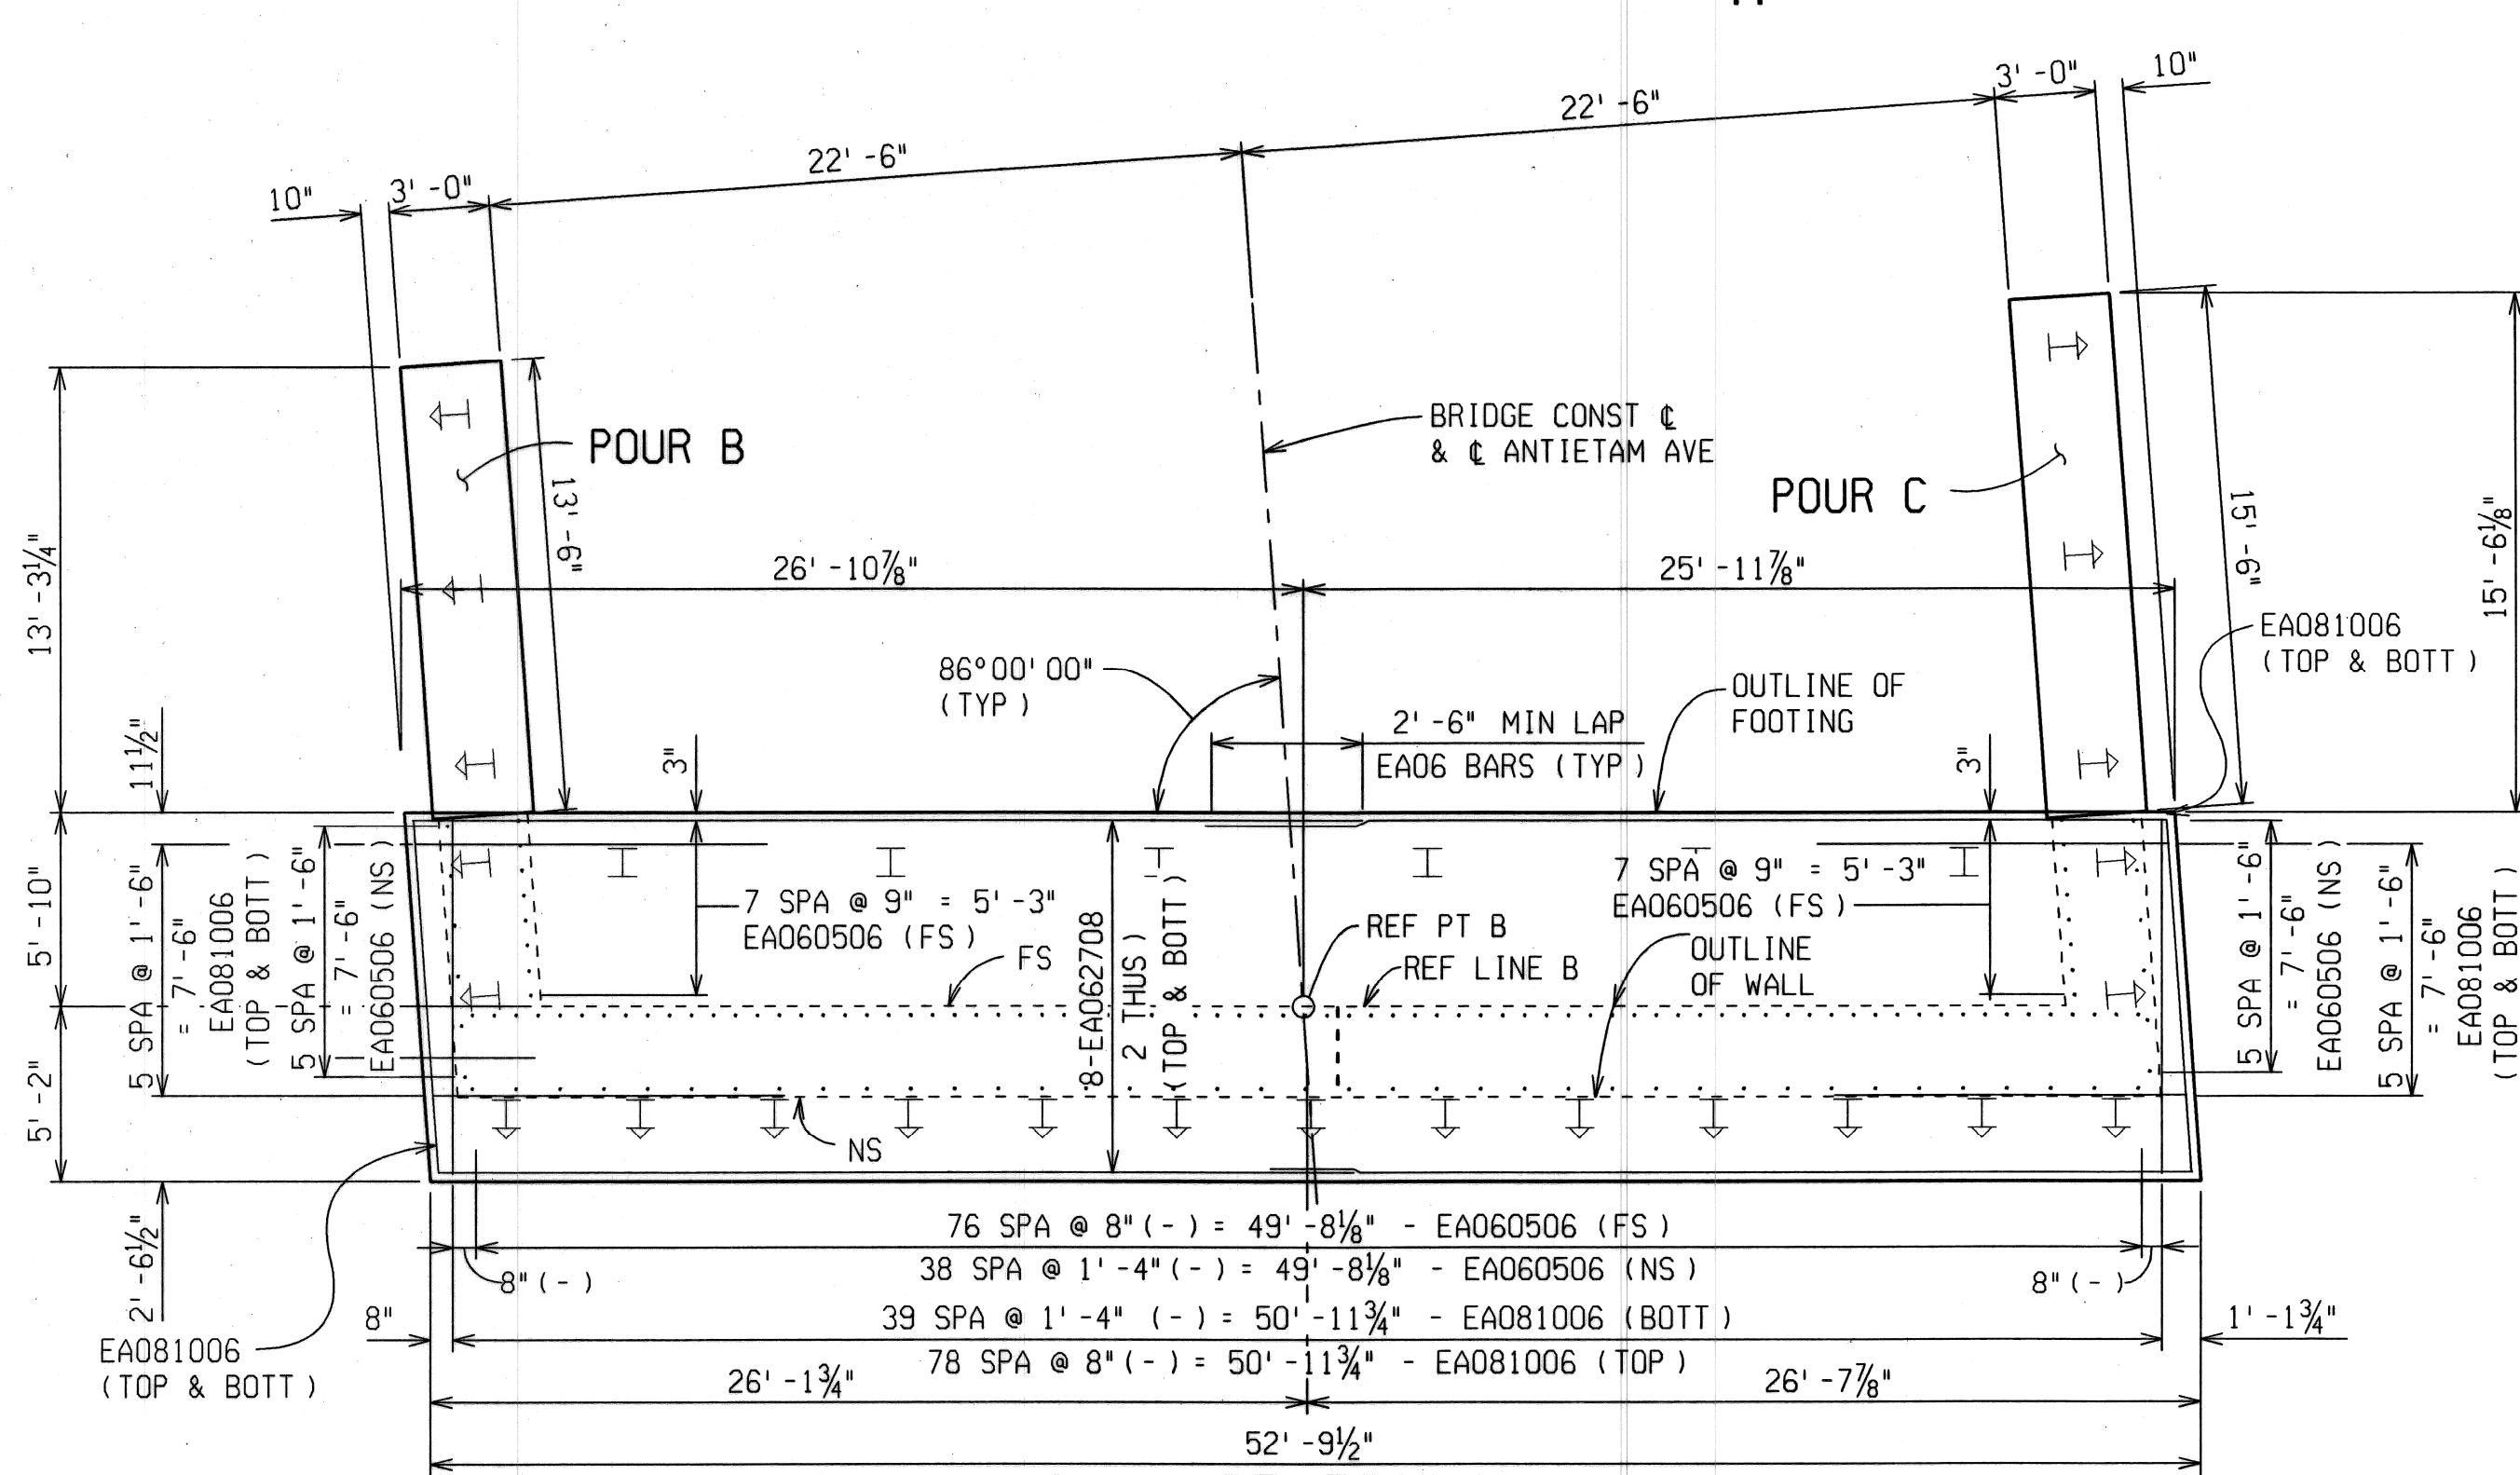 3'-0"
10"
22'-6"
22'-6"
10"
3'-0"
BRIDGE CONST ℄
& ℄ ANTIETAM AVE
POUR B
POUR C
13'-6"
15'-6"
13'-3¼"
15'-6⅛"
26'-10⅞"
25'-11⅞"
EA081006
(TOP & BOTT)
86°00'00"
(TYP)
OUTLINE OF
FOOTING
2'-6" MIN LAP
EA06 BARS (TYP)
11½"
3"
3"
5'-10"
5'-2"
5 SPA @ 1'-6"
= 7'-6"
EA081006
(TOP & BOTT)
5 SPA @ 1'-6"
= 7'-6"
EA060506 (NS)
7 SPA @ 9" = 5'-3"
EA060506 (FS)
FS
8-EA062708
2 THUS)
(TOP & BOTT)
7 SPA @ 9" = 5'-3"
EA060506 (FS)
REF PT B
REF LINE B
OUTLINE
OF WALL
5 SPA @ 1'-6"
= 7'-6"
EA060506 (NS)
5 SPA @ 1'-6"
= 7'-6"
EA081006
(TOP & BOTT)
NS
2'-6½"
76 SPA @ 8"(-) = 49'-8⅛" - EA060506 (FS)
38 SPA @ 1'-4"(-) = 49'-8⅛" - EA060506 (NS)
8"(-)
8"(-)
8"
39 SPA @ 1'-4" (-) = 50'-11¾" - EA081006 (BOTT)
1'-1¾"
78 SPA @ 8"(-) = 50'-11¾" - EA081006 (TOP)
EA081006
(TOP & BOTT)
26'-1¾"
26'-7⅞"
52'-9½"